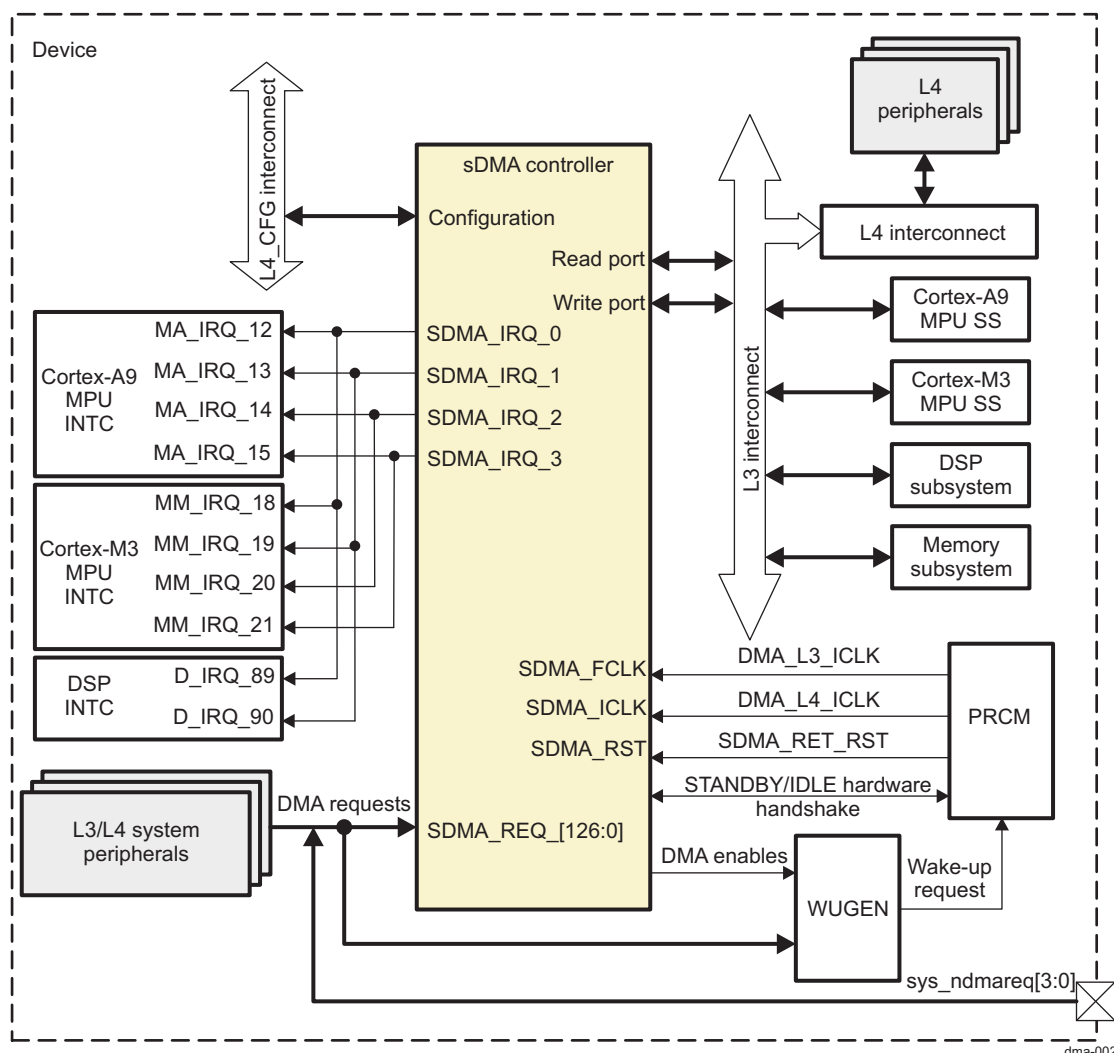 Device
L4_CFG interconnect
L4
peripherals
sDMA controller
Configuration
L4 interconnect
Read port
Write port
L3 interconnect
Cortex-A9
MPU SS
Cortex-M3
MPU SS
DSP
subsystem
Memory
subsystem
Cortex-A9
MPU
INTC
MA_IRQ_12
MA_IRQ_13
MA_IRQ_14
MA_IRQ_15
SDMA_IRQ_0
SDMA_IRQ_1
SDMA_IRQ_2
SDMA_IRQ_3
Cortex-M3
MPU
INTC
MM_IRQ_18
MM_IRQ_19
MM_IRQ_20
MM_IRQ_21
DSP
INTC
D_IRQ_89
D_IRQ_90
SDMA_FCLK
SDMA_ICLK
SDMA_RST
DMA_L3_ICLK
DMA_L4_ICLK
SDMA_RET_RST
STANDBY/IDLE hardware
handshake
PRCM
L3/L4 system
peripherals
DMA requests
SDMA_REQ_[126:0]
DMA enables
WUGEN
Wake-up
request
sys_ndmareq[3:0]
dma-002